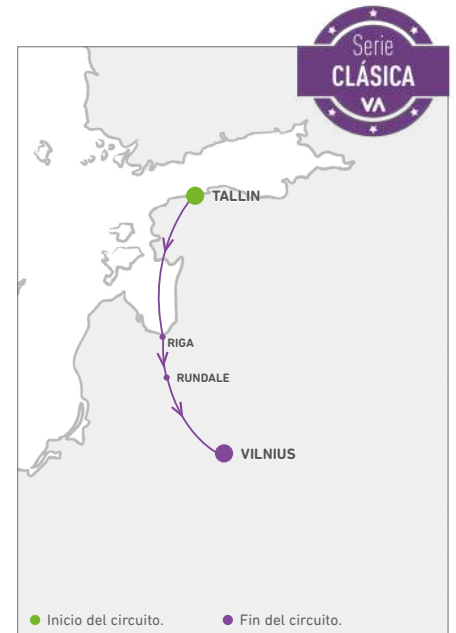 Serie
CLÁSICA
VA
TALLIN
RIGA
RUNDALE
VILNIUS
Inicio del circuito.
Fin del circuito.